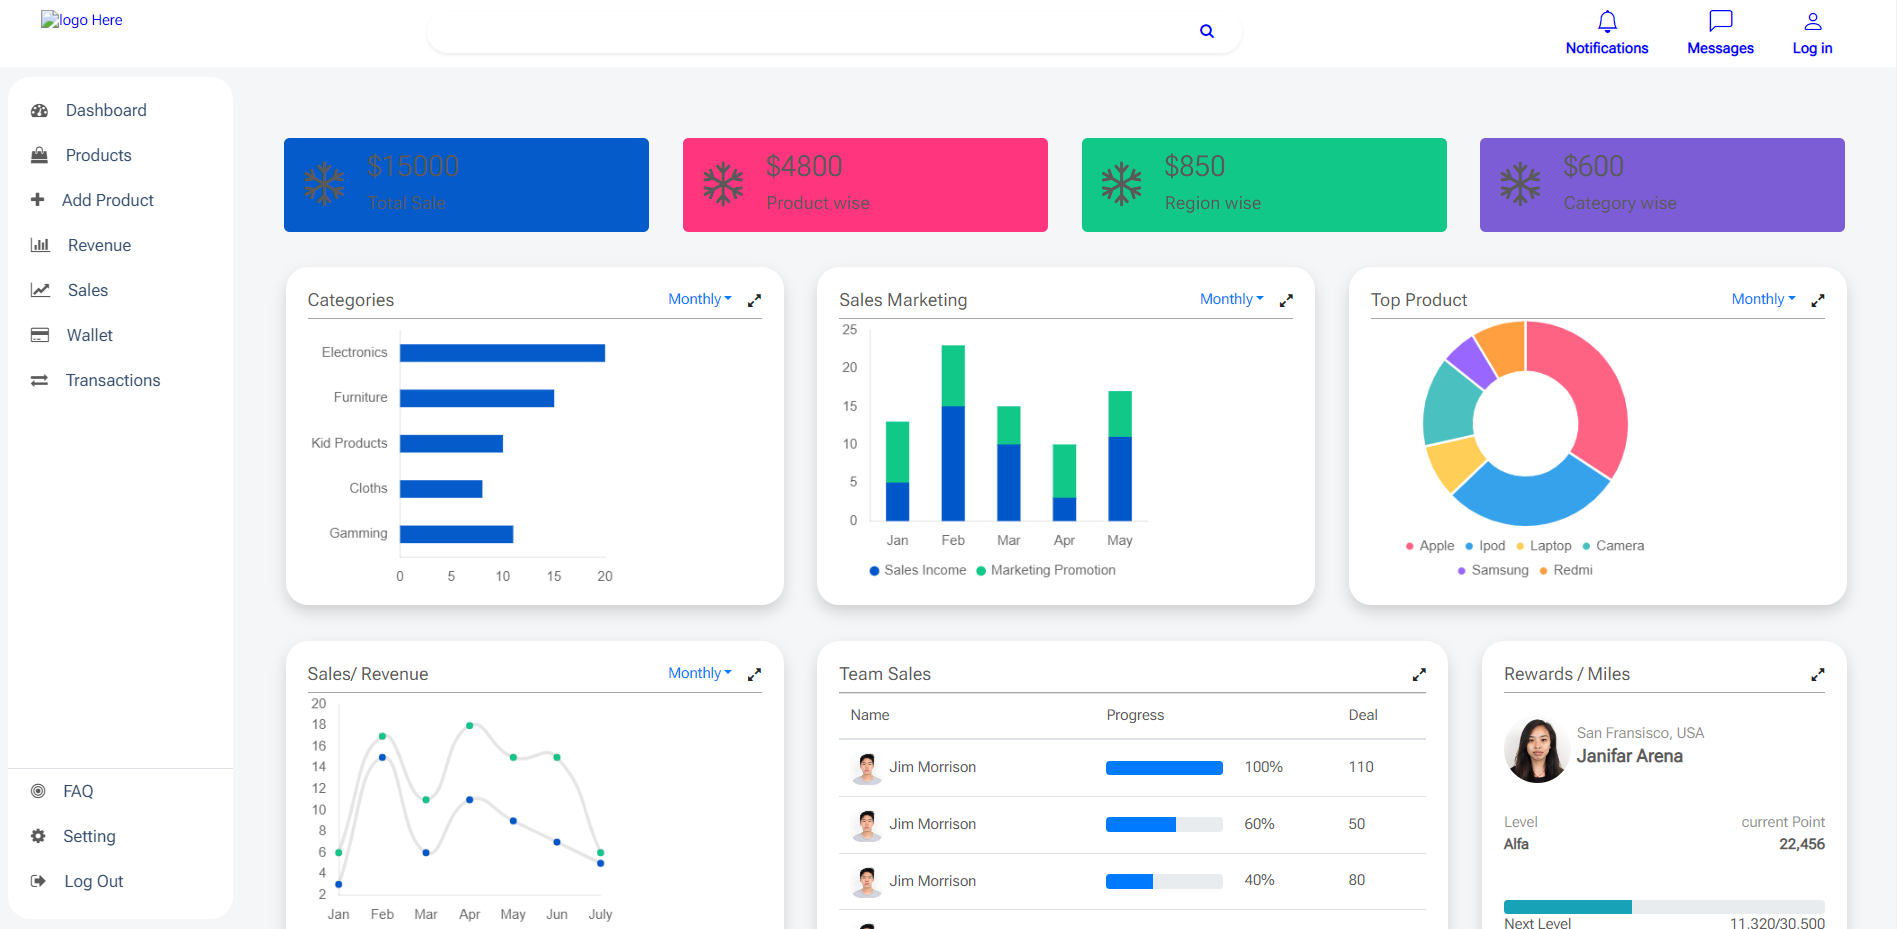 logo Here
Notifications
Messages
Log in
Dashboard
Products
Add Product
Revenue
Sales
Wallet
Transactions
FAQ
Setting
Log Out
$15000
Total Sale
$4800
Product wise
$850
Region wise
$600
Category wise
Categories
Monthly
Electronics
Furniture
Kid Products
Cloths
Gamming
0 5 10 15 20
Sales Marketing
Monthly
25
20
15
10
5
0
Jan Feb Mar Apr May
Sales Income Marketing Promotion
Top Product
Monthly
Apple Ipod Laptop Camera
Samsung Redmi
Sales/ Revenue
Monthly
20
18
16
14
12
10
8
6
4
2
Jan Feb Mar Apr May Jun July
Team Sales
Name Progress Deal
Jim Morrison 100% 110
Jim Morrison 60% 50
Jim Morrison 40% 80
Rewards / Miles
San Fransisco, USA
Janifar Arena
Level current Point
Alfa 22,456
Next Level 11,320/30,500